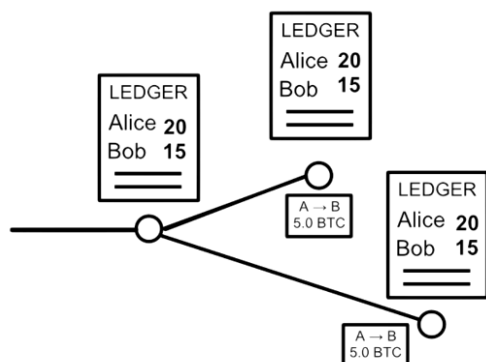 LEDGER
Alice 20
Bob 15
LEDGER
Alice 20
Bob 15
A → B
5.0 BTC
LEDGER
Alice 20
Bob 15
A → B
5.0 BTC